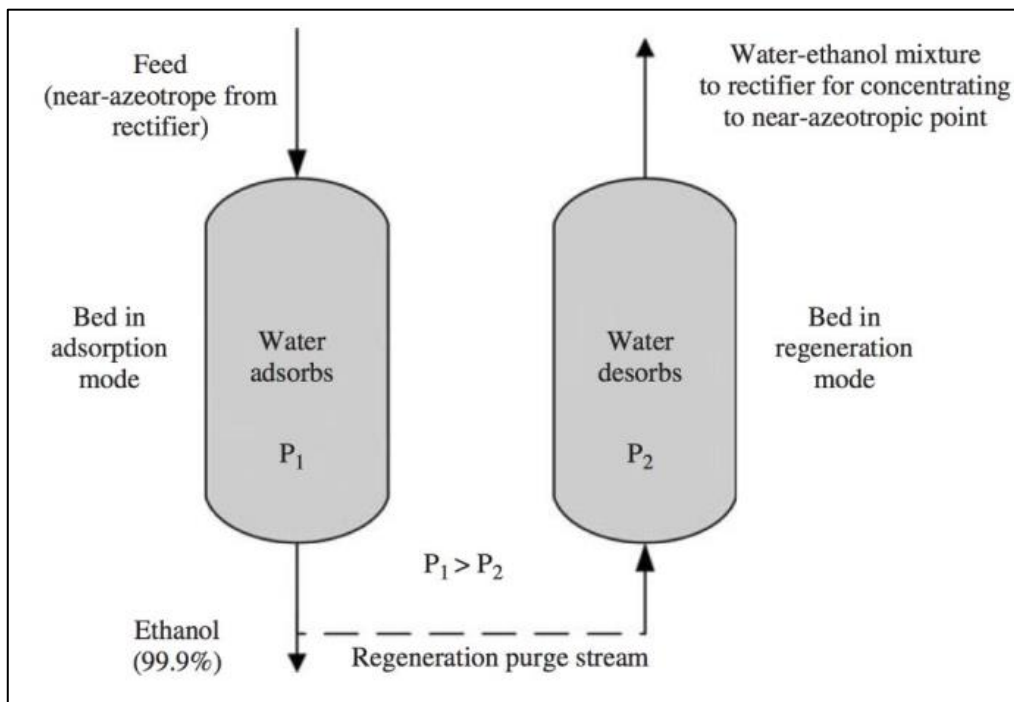 Feed
(near-azeotrope from
rectifier)
Water-ethanol mixture
to rectifier for concentrating
to near-azeotropic point
Bed in
adsorption
mode
Water
adsorbs
P₁
Water
desorbs
P₂
Bed in
regeneration
mode
P₁ > P₂
Ethanol
(99.9%)
Regeneration purge stream